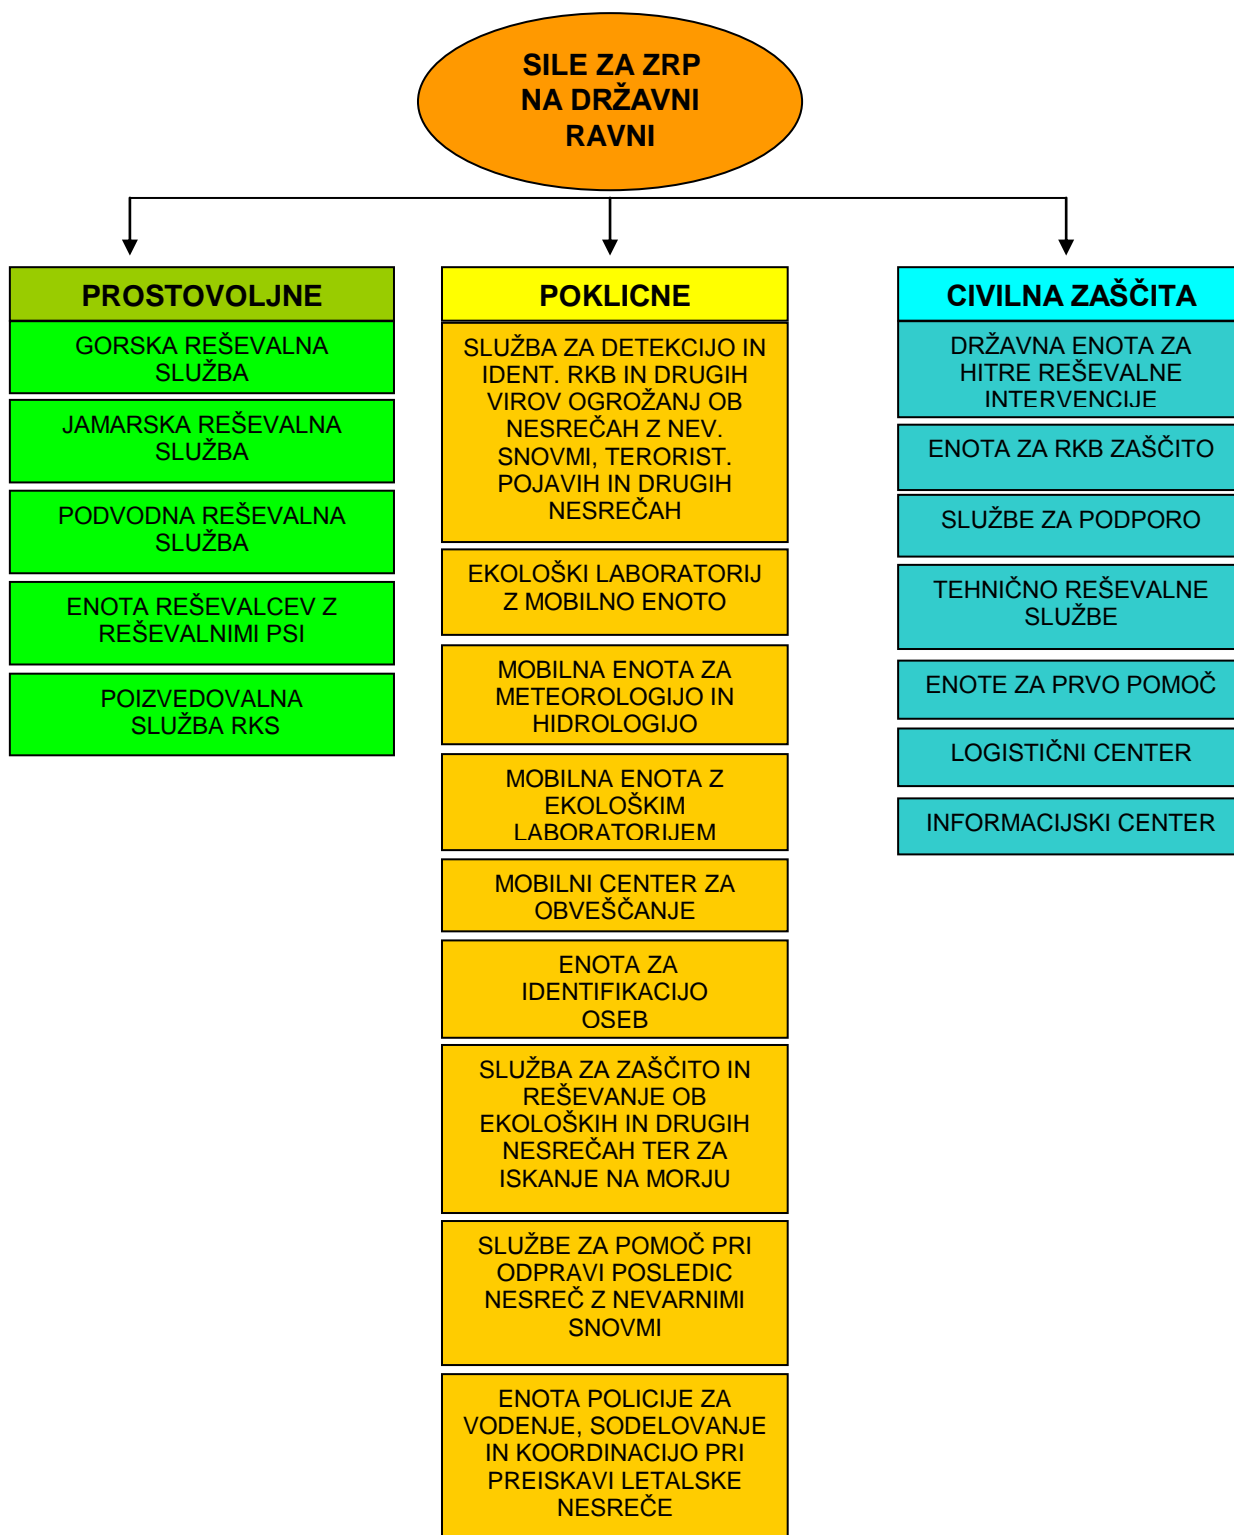 SILE ZA ZRP
NA DRŽAVNI
RAVNI
PROSTOVOLJNE
GORSKA REŠEVALNA
SLUŽBA
JAMARSKA REŠEVALNA
SLUŽBA
PODVODNA REŠEVALNA
SLUŽBA
ENOTA REŠEVALCEV Z
REŠEVALNIMI PSI
POIZVEDOVALNA
SLUŽBA RKS
POKLICNE
SLUŽBA ZA DETEKCIJO IN
IDENT. RKB IN DRUGIH
VIROV OGROŽANJ OB
NESREČAH Z NEV.
SNOVMI, TERORIST.
POJAVIH IN DRUGIH
NESREČAH
EKOLOŠKI LABORATORIJ
Z MOBILNO ENOTO
MOBILNA ENOTA ZA
METEOROLOGIJO IN
HIDROLOGIJO
MOBILNA ENOTA Z
EKOLOŠKIM
LABORATORIJEM
MOBILNI CENTER ZA
OBVEŠČANJE
ENOTA ZA
IDENTIFIKACIJO
OSEB
SLUŽBA ZA ZAŠČITO IN
REŠEVANJE OB
EKOLOŠKIH IN DRUGIH
NESREČAH TER ZA
ISKANJE NA MORJU
SLUŽBE ZA POMOČ PRI
ODPRAVI POSLEDIC
NESREČ Z NEVARNIMI
SNOVMI
ENOTA POLICIJE ZA
VODENJE, SODELOVANJE
IN KOORDINACIJO PRI
PREISKAVI LETALSKE
NESREČE
CIVILNA ZAŠČITA
DRŽAVNA ENOTA ZA
HITRE REŠEVALNE
INTERVENCIJE
ENOTA ZA RKB ZAŠČITO
SLUŽBE ZA PODPORO
TEHNIČNO REŠEVALNE
SLUŽBE
ENOTE ZA PRVO POMOČ
LOGISTIČNI CENTER
INFORMACIJSKI CENTER